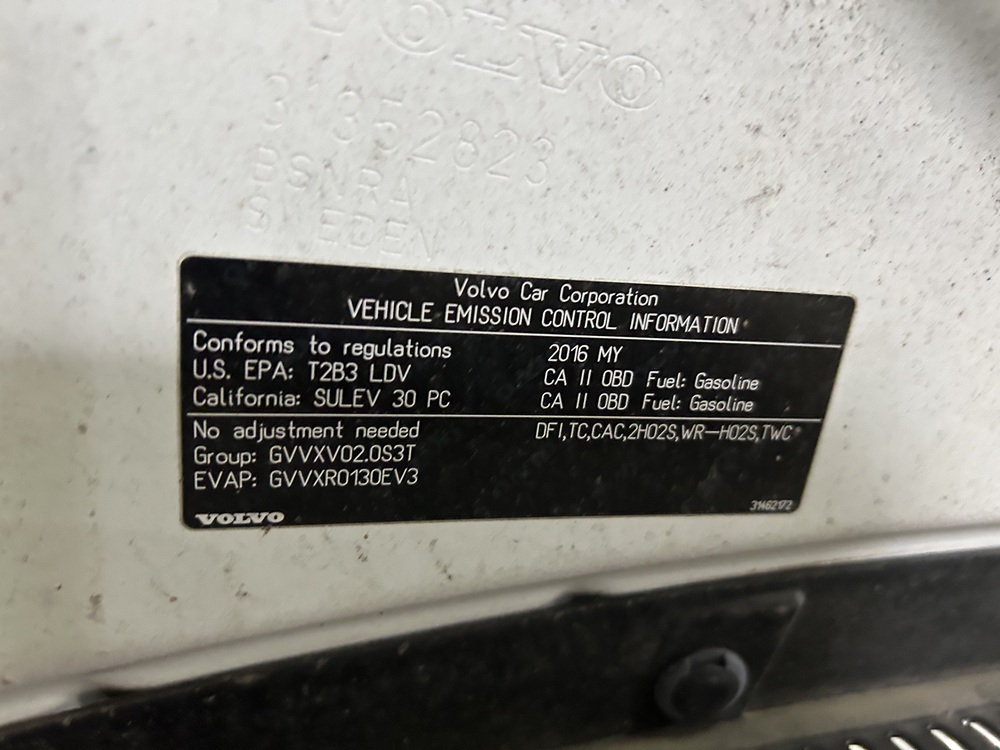 VOLVO
31352823
BSNRA
SWEDEN
Volvo Car Corporation
VEHICLE EMISSION CONTROL INFORMATION
Conforms to regulations 2016 MY
U.S. EPA: T2B3 LDV CA II OBD Fuel: Gasoline
California: SULEV 30 PC CA II OBD Fuel: Gasoline
No adjustment needed DFI,TC,CAC,2HO2S,WR-HO2S,TWC
Group: GVVXV02.0S3T
EVAP: GVVXR0130EV3
VOLVO 31462172